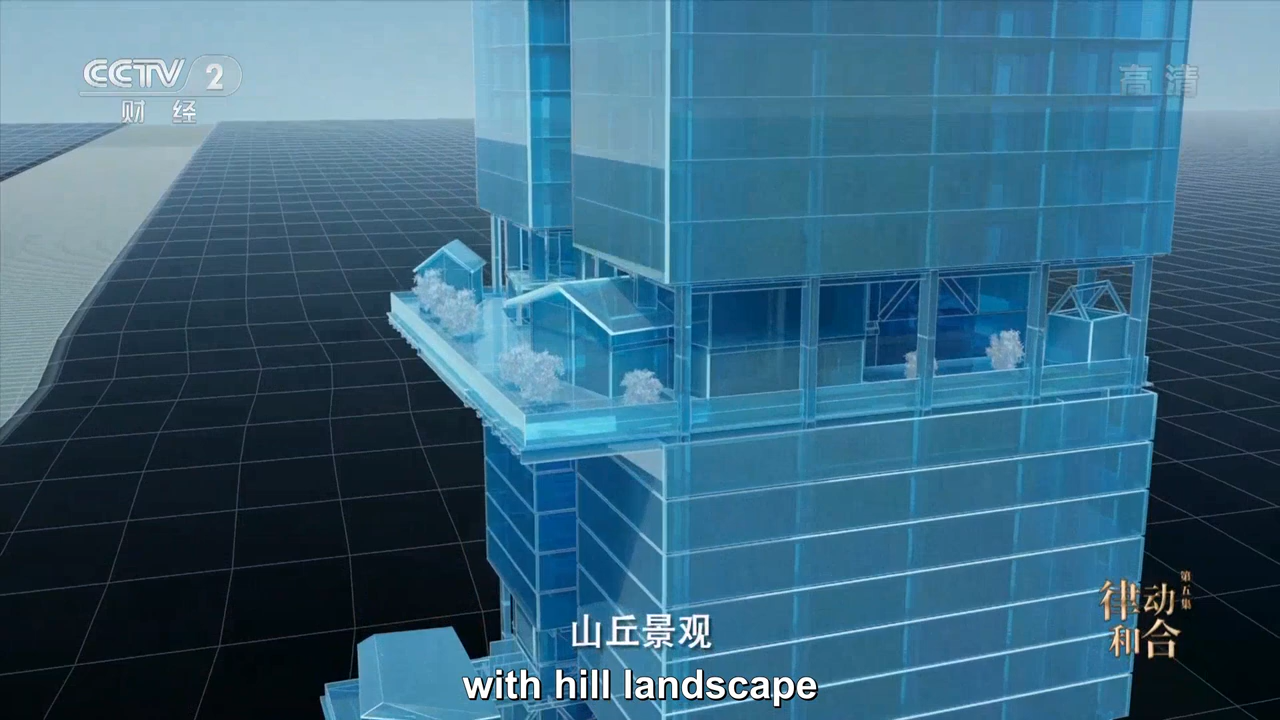 CCTV 2
财 经
高清
第五集
律动
和合
山丘景观
with hill landscape